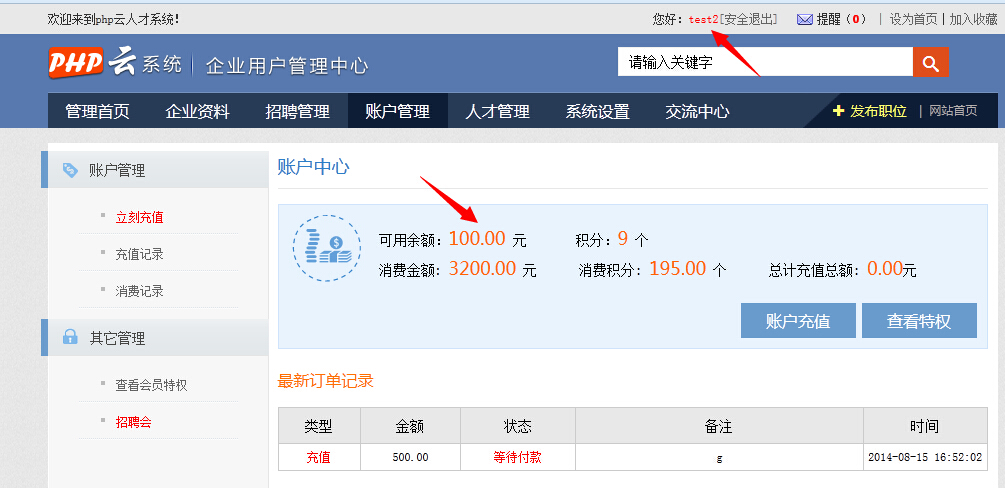 欢迎来到php云人才系统!
您好: test2[安全退出] 提醒 (0) | 设为首页 | 加入收藏
PHP云系统 | 企业用户管理中心
请输入关键字
管理首页 企业资料 招聘管理 账户管理 人才管理 系统设置 交流中心 + 发布职位 | 网站首页
账户管理
立刻充值
充值记录
消费记录
其它管理
查看会员特权
招聘会
账户中心
可用余额: 100.00 元 积分: 9 个
消费金额: 3200.00 元 消费积分: 195.00 个 总计充值总额: 0.00元
账户充值 查看特权
最新订单记录
类型 金额 状态 备注 时间
充值 500.00 等待付款 g 2014-08-15 16:52:02